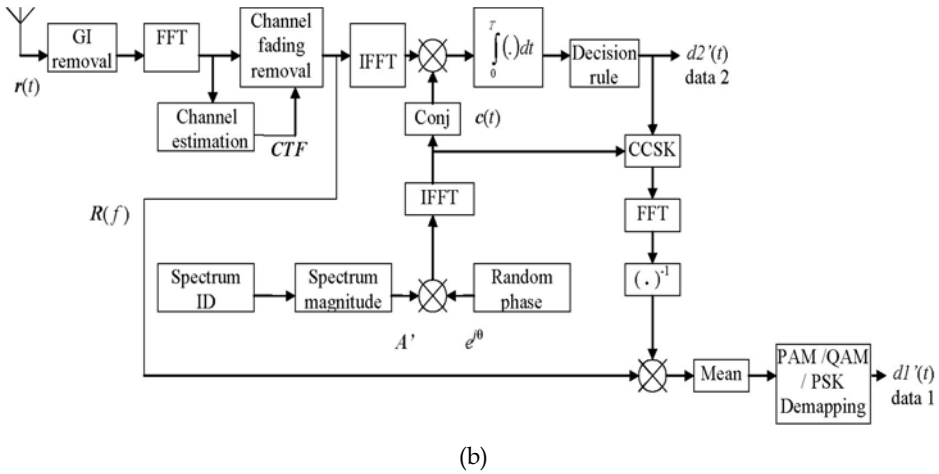 r(t)
GI
removal
FFT
Channel
fading
removal
IFFT
T
∫(.)dt
0
Decision
rule
d2'(t)
data 2
Channel
estimation
CTF
Conj
c(t)
CCSK
IFFT
FFT
R(f)
(.)⁻¹
Spectrum
ID
Spectrum
magnitude
Random
phase
A'
e^jθ
Mean
PAM /QAM
/ PSK
Demapping
d1'(t)
data 1
(b)